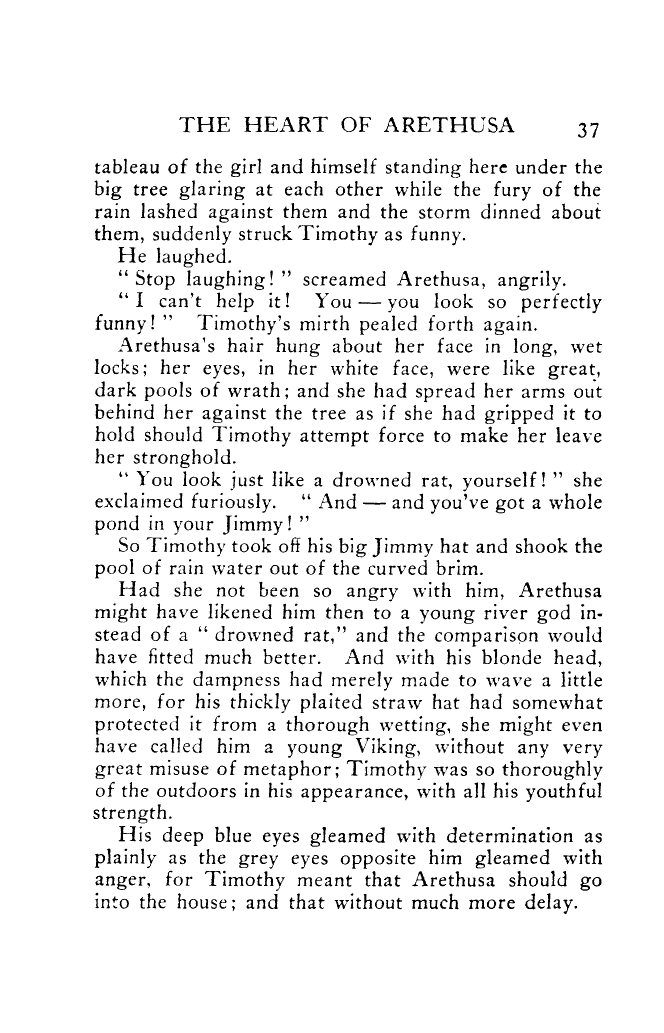 THE HEART OF ARETHUSA 37
tableau of the girl and himself standing here under the
big tree glaring at each other while the fury of the
rain lashed against them and the storm dinned about
them, suddenly struck Timothy as funny.
He laughed.
" Stop laughing! " screamed Arethusa, angrily.
" I can't help it! You — you look so perfectly
funny! " Timothy's mirth pealed forth again.
Arethusa's hair hung about her face in long, wet
locks; her eyes, in her white face, were like great,
dark pools of wrath; and she had spread her arms out
behind her against the tree as if she had gripped it to
hold should Timothy attempt force to make her leave
her stronghold.
" You look just like a drowned rat, yourself! " she
exclaimed furiously. " And — and you've got a whole
pond in your Jimmy! "
So Timothy took off his big Jimmy hat and shook the
pool of rain water out of the curved brim.
Had she not been so angry with him, Arethusa
might have likened him then to a young river god in-
stead of a " drowned rat," and the comparison would
have fitted much better. And with his blonde head,
which the dampness had merely made to wave a little
more, for his thickly plaited straw hat had somewhat
protected it from a thorough wetting, she might even
have called him a young Viking, without any very
great misuse of metaphor; Timothy was so thoroughly
of the outdoors in his appearance, with all his youthful
strength.
His deep blue eyes gleamed with determination as
plainly as the grey eyes opposite him gleamed with
anger, for Timothy meant that Arethusa should go
into the house; and that without much more delay.